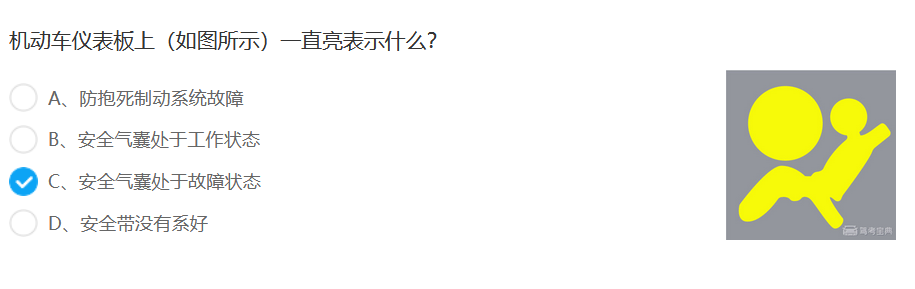 机动车仪表板上（如图所示）一直亮表示什么？
A、防抱死制动系统故障
B、安全气囊处于工作状态
C、安全气囊处于故障状态
D、安全带没有系好
驾考宝网